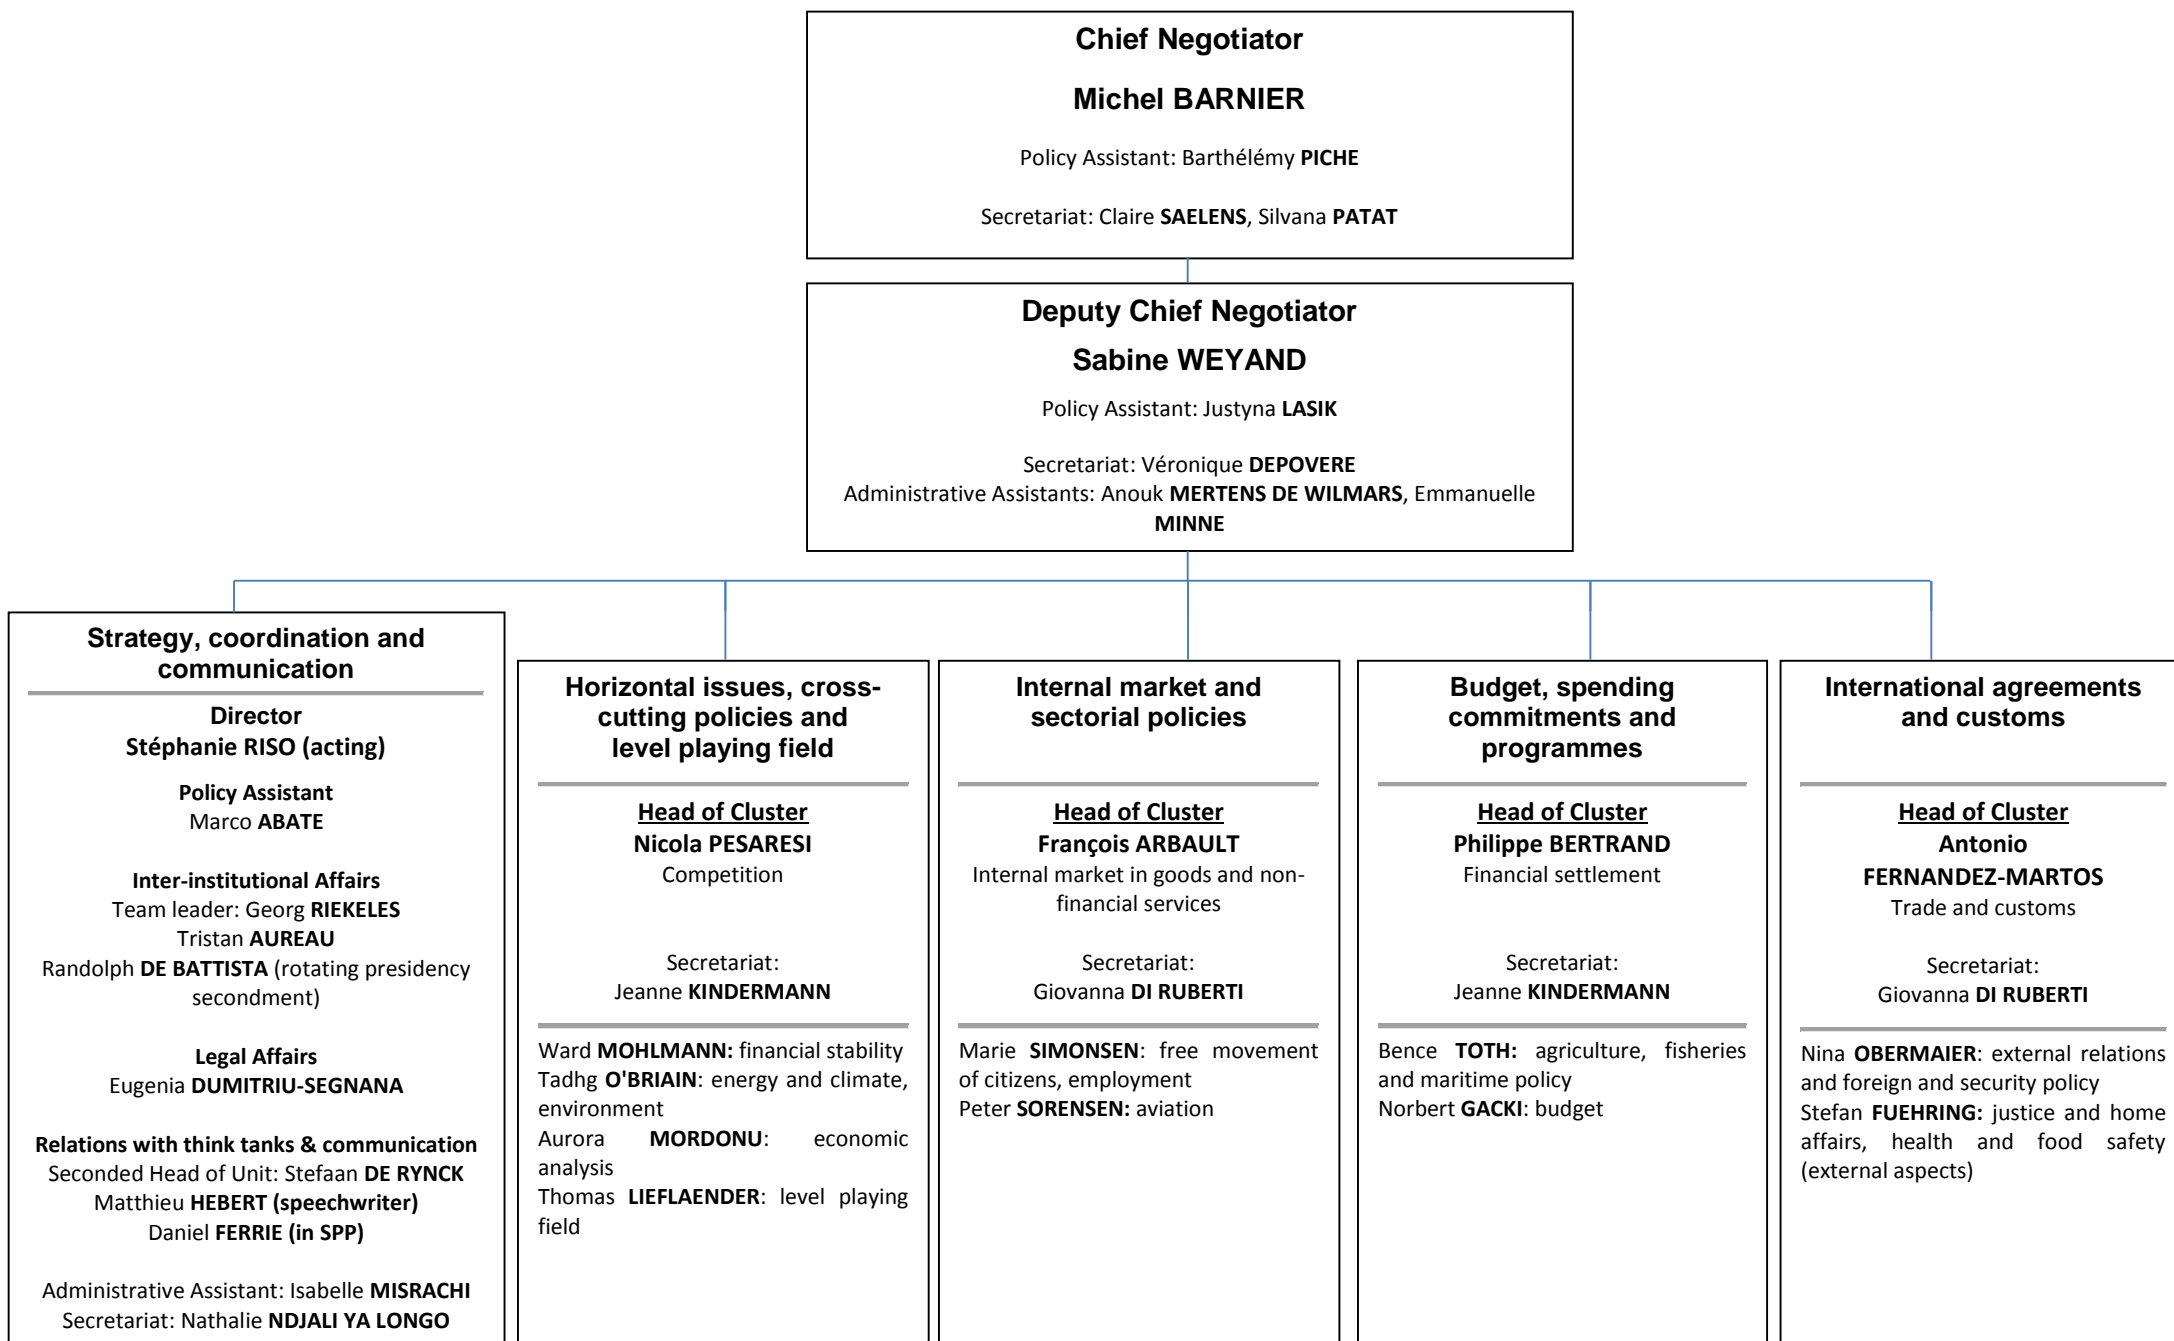 Chief Negotiator
Michel BARNIER
Policy Assistant: Barthélémy PICHE
Secretariat: Claire SAELENS, Silvana PATAT
Deputy Chief Negotiator
Sabine WEYAND
Policy Assistant: Justyna LASIK
Secretariat: Véronique DEPOVERE
Administrative Assistants: Anouk MERTENS DE WILMARS, Emmanuelle
MINNE
Strategy, coordination and
communication
Director
Stéphanie RISO (acting)
Policy Assistant
Marco ABATE
Inter-institutional Affairs
Team leader: Georg RIEKELES
Tristan AUREAU
Randolph DE BATTISTA (rotating presidency
secondment)
Legal Affairs
Eugenia DUMITRIU-SEGNANA
Relations with think tanks & communication
Seconded Head of Unit: Stefaan DE RYNCK
Matthieu HEBERT (speechwriter)
Daniel FERRIE (in SPP)
Administrative Assistant: Isabelle MISRACHI
Secretariat: Nathalie NDJALI YA LONGO
Horizontal issues, cross-
cutting policies and
level playing field
Head of Cluster
Nicola PESARESI
Competition
Secretariat:
Jeanne KINDERMANN
Ward MOHLMANN: financial stability
Tadhg O'BRIAIN: energy and climate,
environment
Aurora MORDONU: economic
analysis
Thomas LIEFLAENDER: level playing
field
Internal market and
sectorial policies
Head of Cluster
François ARBAULT
Internal market in goods and non-
financial services
Secretariat:
Giovanna DI RUBERTI
Marie SIMONSEN: free movement
of citizens, employment
Peter SORENSEN: aviation
Budget, spending
commitments and
programmes
Head of Cluster
Philippe BERTRAND
Financial settlement
Secretariat:
Jeanne KINDERMANN
Bence TOTH: agriculture, fisheries
and maritime policy
Norbert GACKI: budget
International agreements
and customs
Head of Cluster
Antonio
FERNANDEZ-MARTOS
Trade and customs
Secretariat:
Giovanna DI RUBERTI
Nina OBERMAIER: external relations
and foreign and security policy
Stefan FUEHRING: justice and home
affairs, health and food safety
(external aspects)